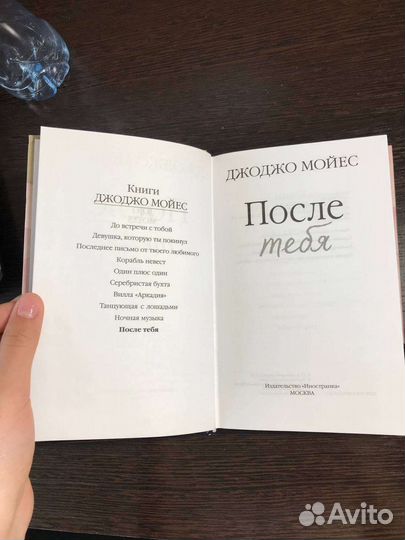 Книги
ДЖОДЖО МОЙЕС
До встречи с тобой
Девушка, которую ты покинул
Последнее письмо от твоего любимого
Корабль невест
Один плюс один
Серебристая бухта
Вилла «Аркадия»
Танцующая с лошадьми
Ночная музыка
После тебя
ДЖОДЖО МОЙЕС
После
тебя
Издательство «Иностранка»
МОСКВА
Avito